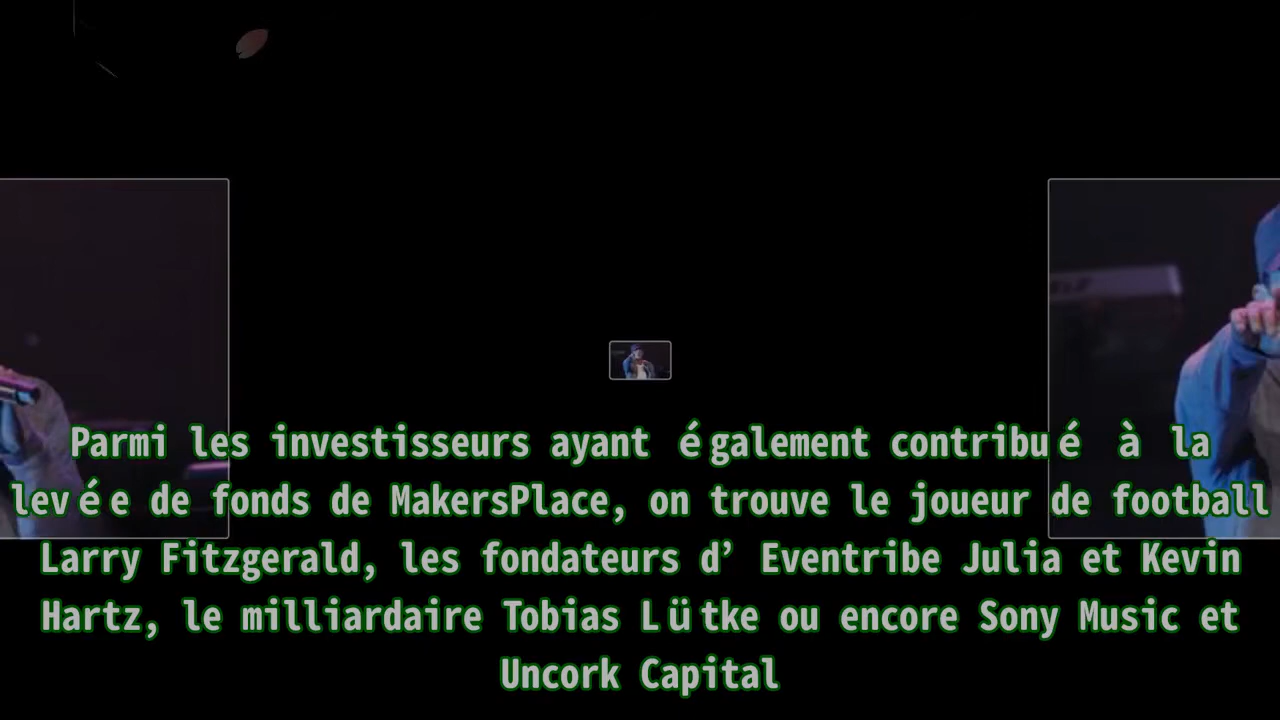 Parmi les investisseurs ayant également contribué à la
levée de fonds de MakersPlace, on trouve le joueur de football
Larry Fitzgerald, les fondateurs d’ Eventribe Julia et Kevin
Hartz, le milliardaire Tobias Lütke ou encore Sony Music et
Uncork Capital